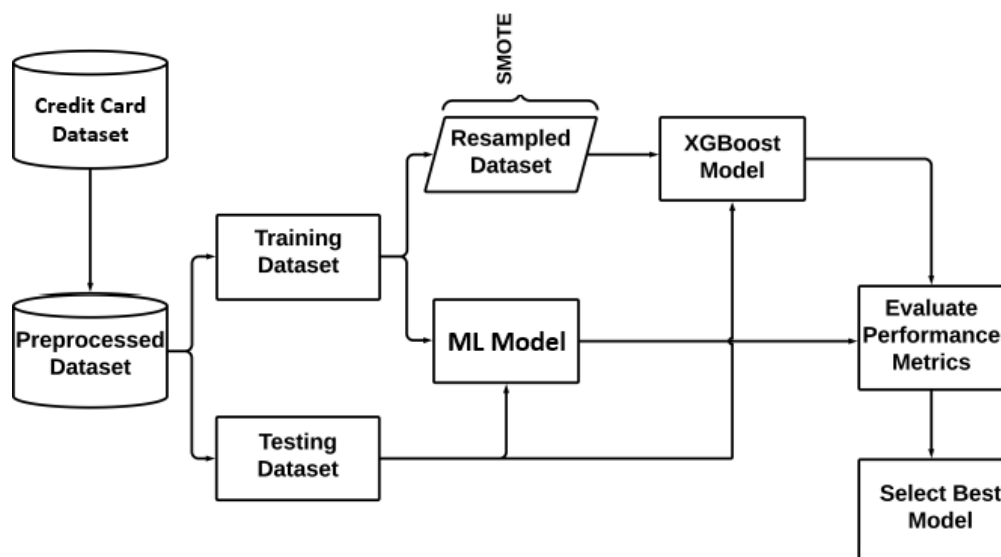 SMOTE
Credit Card
Dataset
Resampled
Dataset
XGBoost
Model
Training
Dataset
Preprocessed
Dataset
ML Model
Evaluate
Performance
Metrics
Testing
Dataset
Select Best
Model